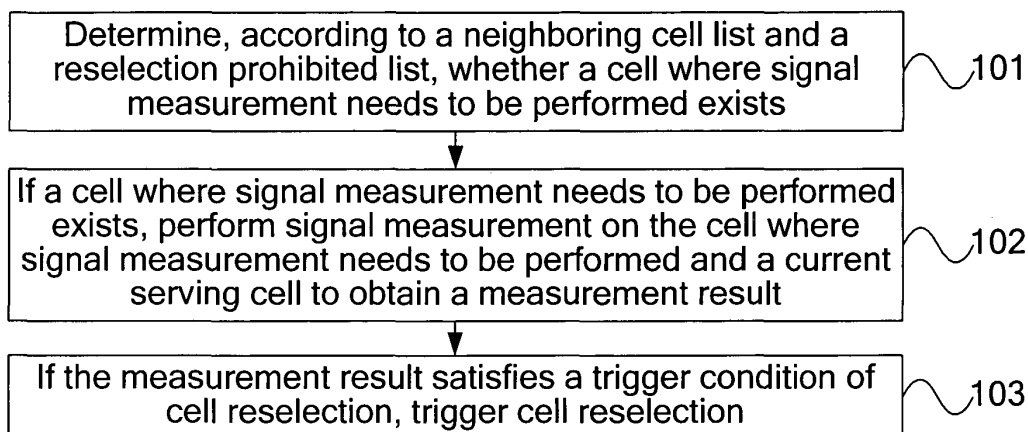 Determine, according to a neighboring cell list and a
reselection prohibited list, whether a cell where signal
measurement needs to be performed exists
101
If a cell where signal measurement needs to be performed
exists, perform signal measurement on the cell where
signal measurement needs to be performed and a current
serving cell to obtain a measurement result
102
If the measurement result satisfies a trigger condition of
cell reselection, trigger cell reselection
103